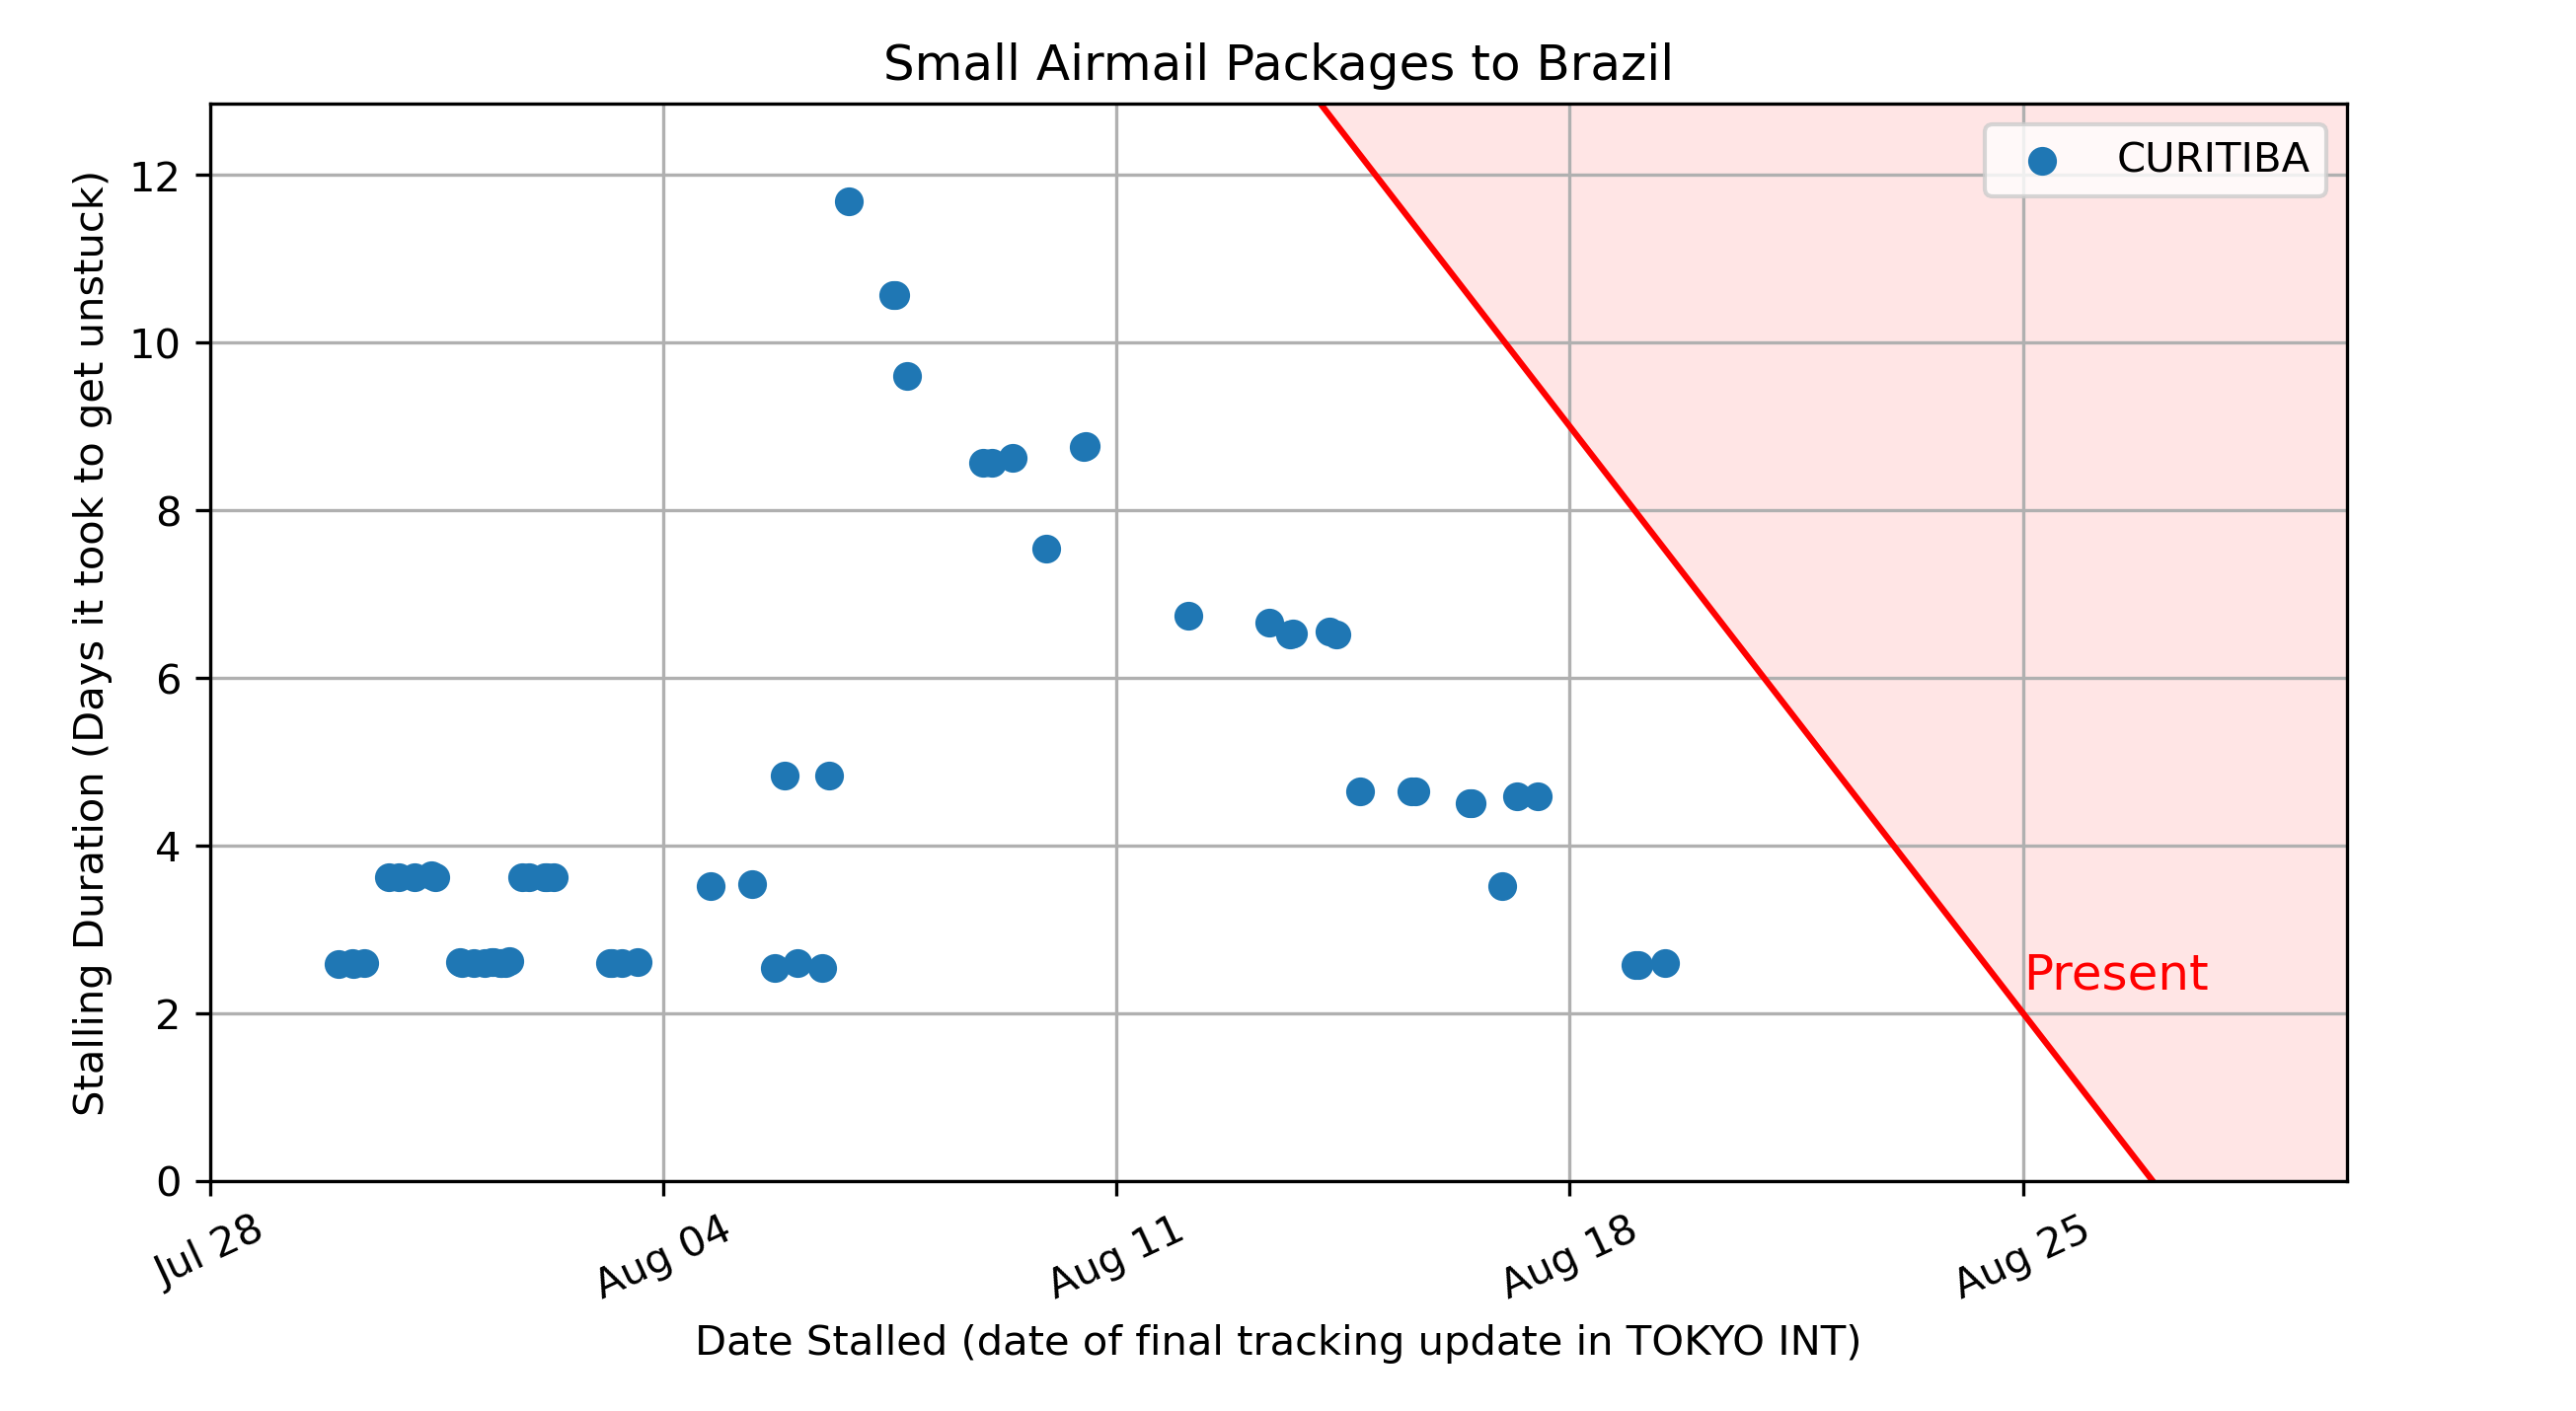 Small Airmail Packages to Brazil
Stalling Duration (Days it took to get unstuck)
12
10
8
6
4
2
0
CURITIBA
Present
Jul 28
Aug 04
Aug 11
Aug 18
Aug 25
Date Stalled (date of final tracking update in TOKYO INT)